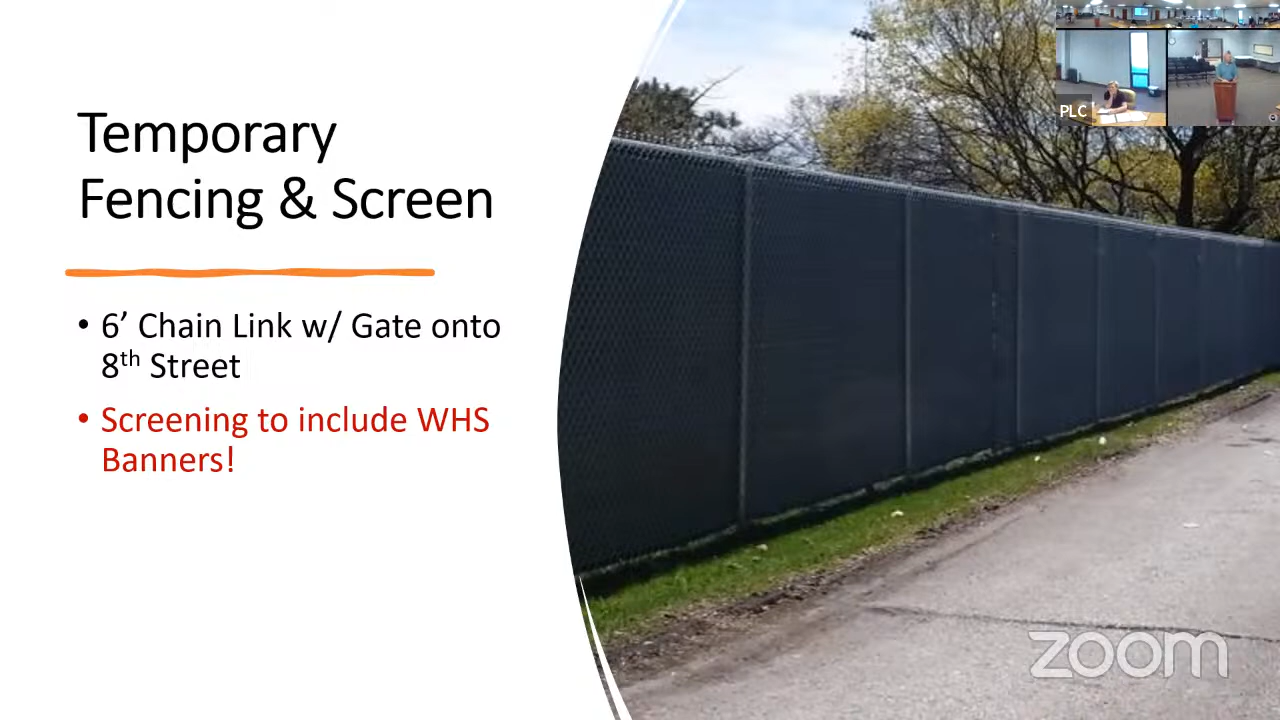 Temporary
Fencing & Screen
• 6’ Chain Link w/ Gate onto
8th Street
• Screening to include WHS
Banners!
PLC
zoom